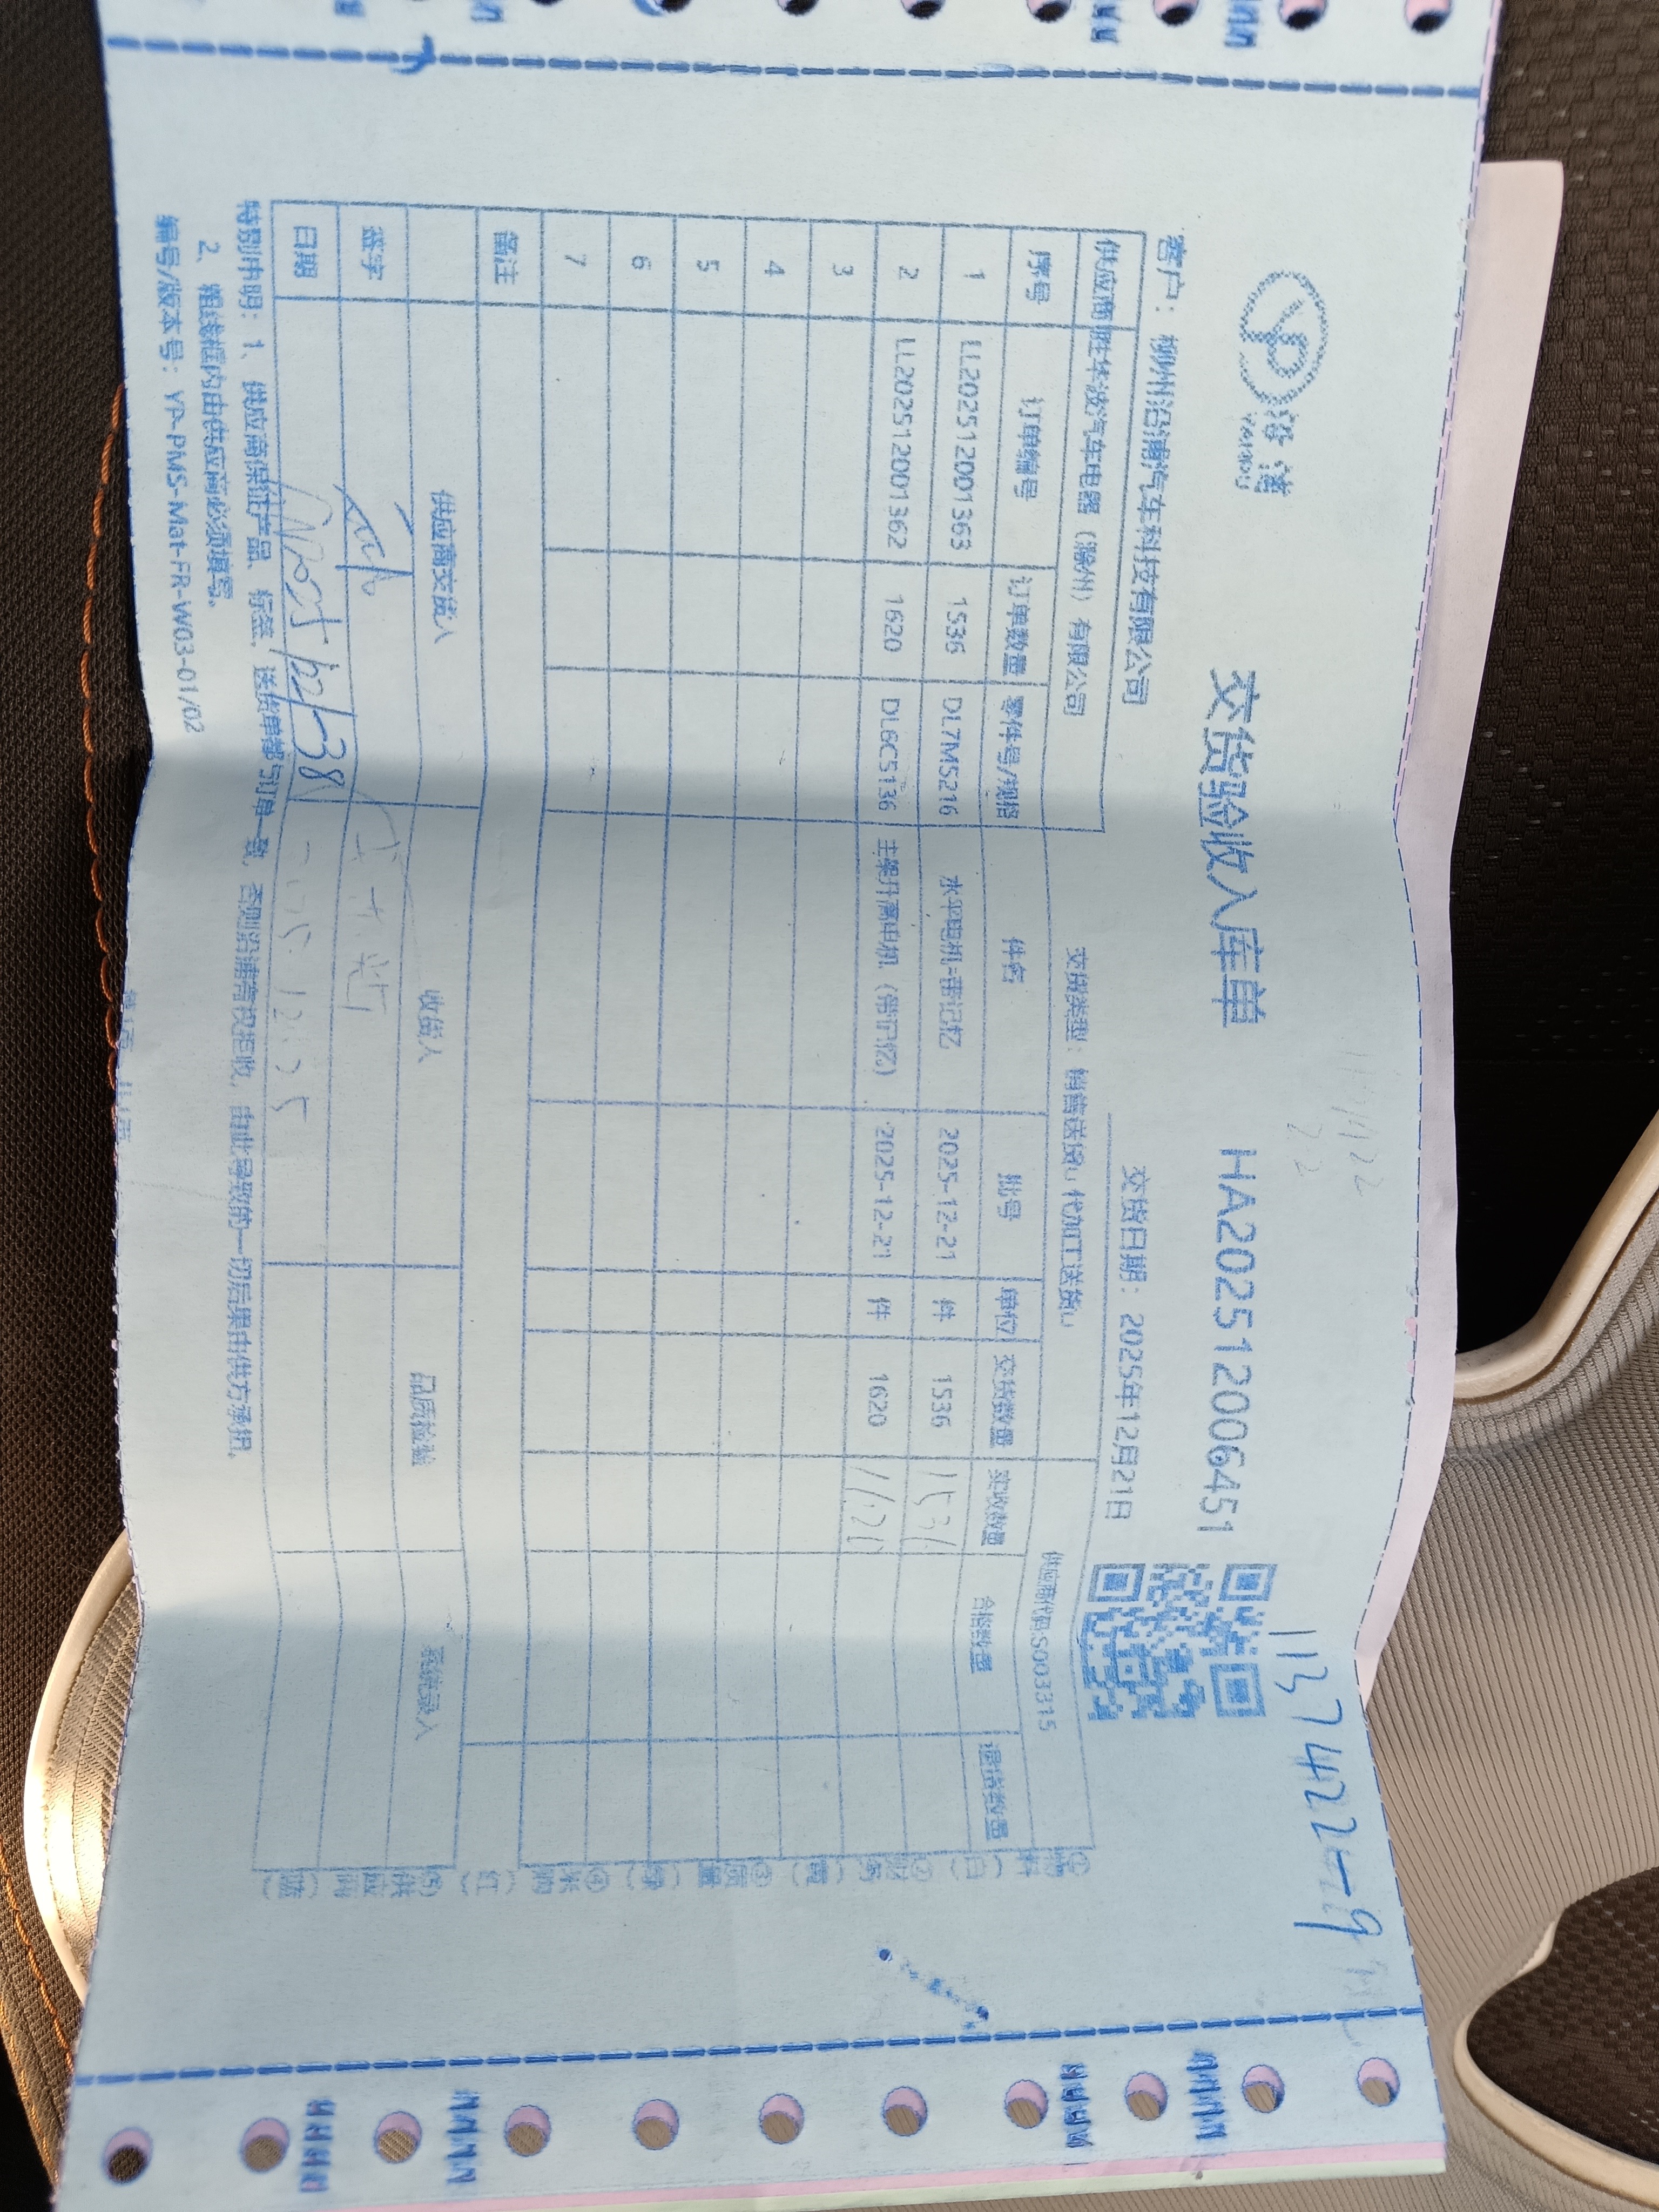 沿浦
YANPU
交货验收入库单 HA202512006451
1137422-9
客户：柳州沿浦汽车科技有限公司 交货日期：2025年12月21日
供应商 胜华波汽车电器（滁州）有限公司 交货类型：销售送货□ 代加工送货□ 供应商代码:S003315
序号 订单编号 订单数量 零件号/规格 件名 批号 单位 交货数量 实收数量 合格数量 退货数量
1 LL202512001363 1536 DL7M5216 水平电机-带记忆 2025-12-21 件 1536 1536
2 LL202512001362 1620 DL6C5136 主驾升高电机（带记忆） 2025-12-21 件 1620 1620
3
4
5
6
7
备注
供应商交货人 收货人 品质检验 系统录入
签字
日期
特别申明：1、供应商保证产品、标签、送货单都与订单一致，否则沿浦有权拒收，由此导致的一切后果由供方承担。
2、粗线框内由供应商必须填写。
编号/版本号：YP-PMS-Mat-FR-W03-01/02